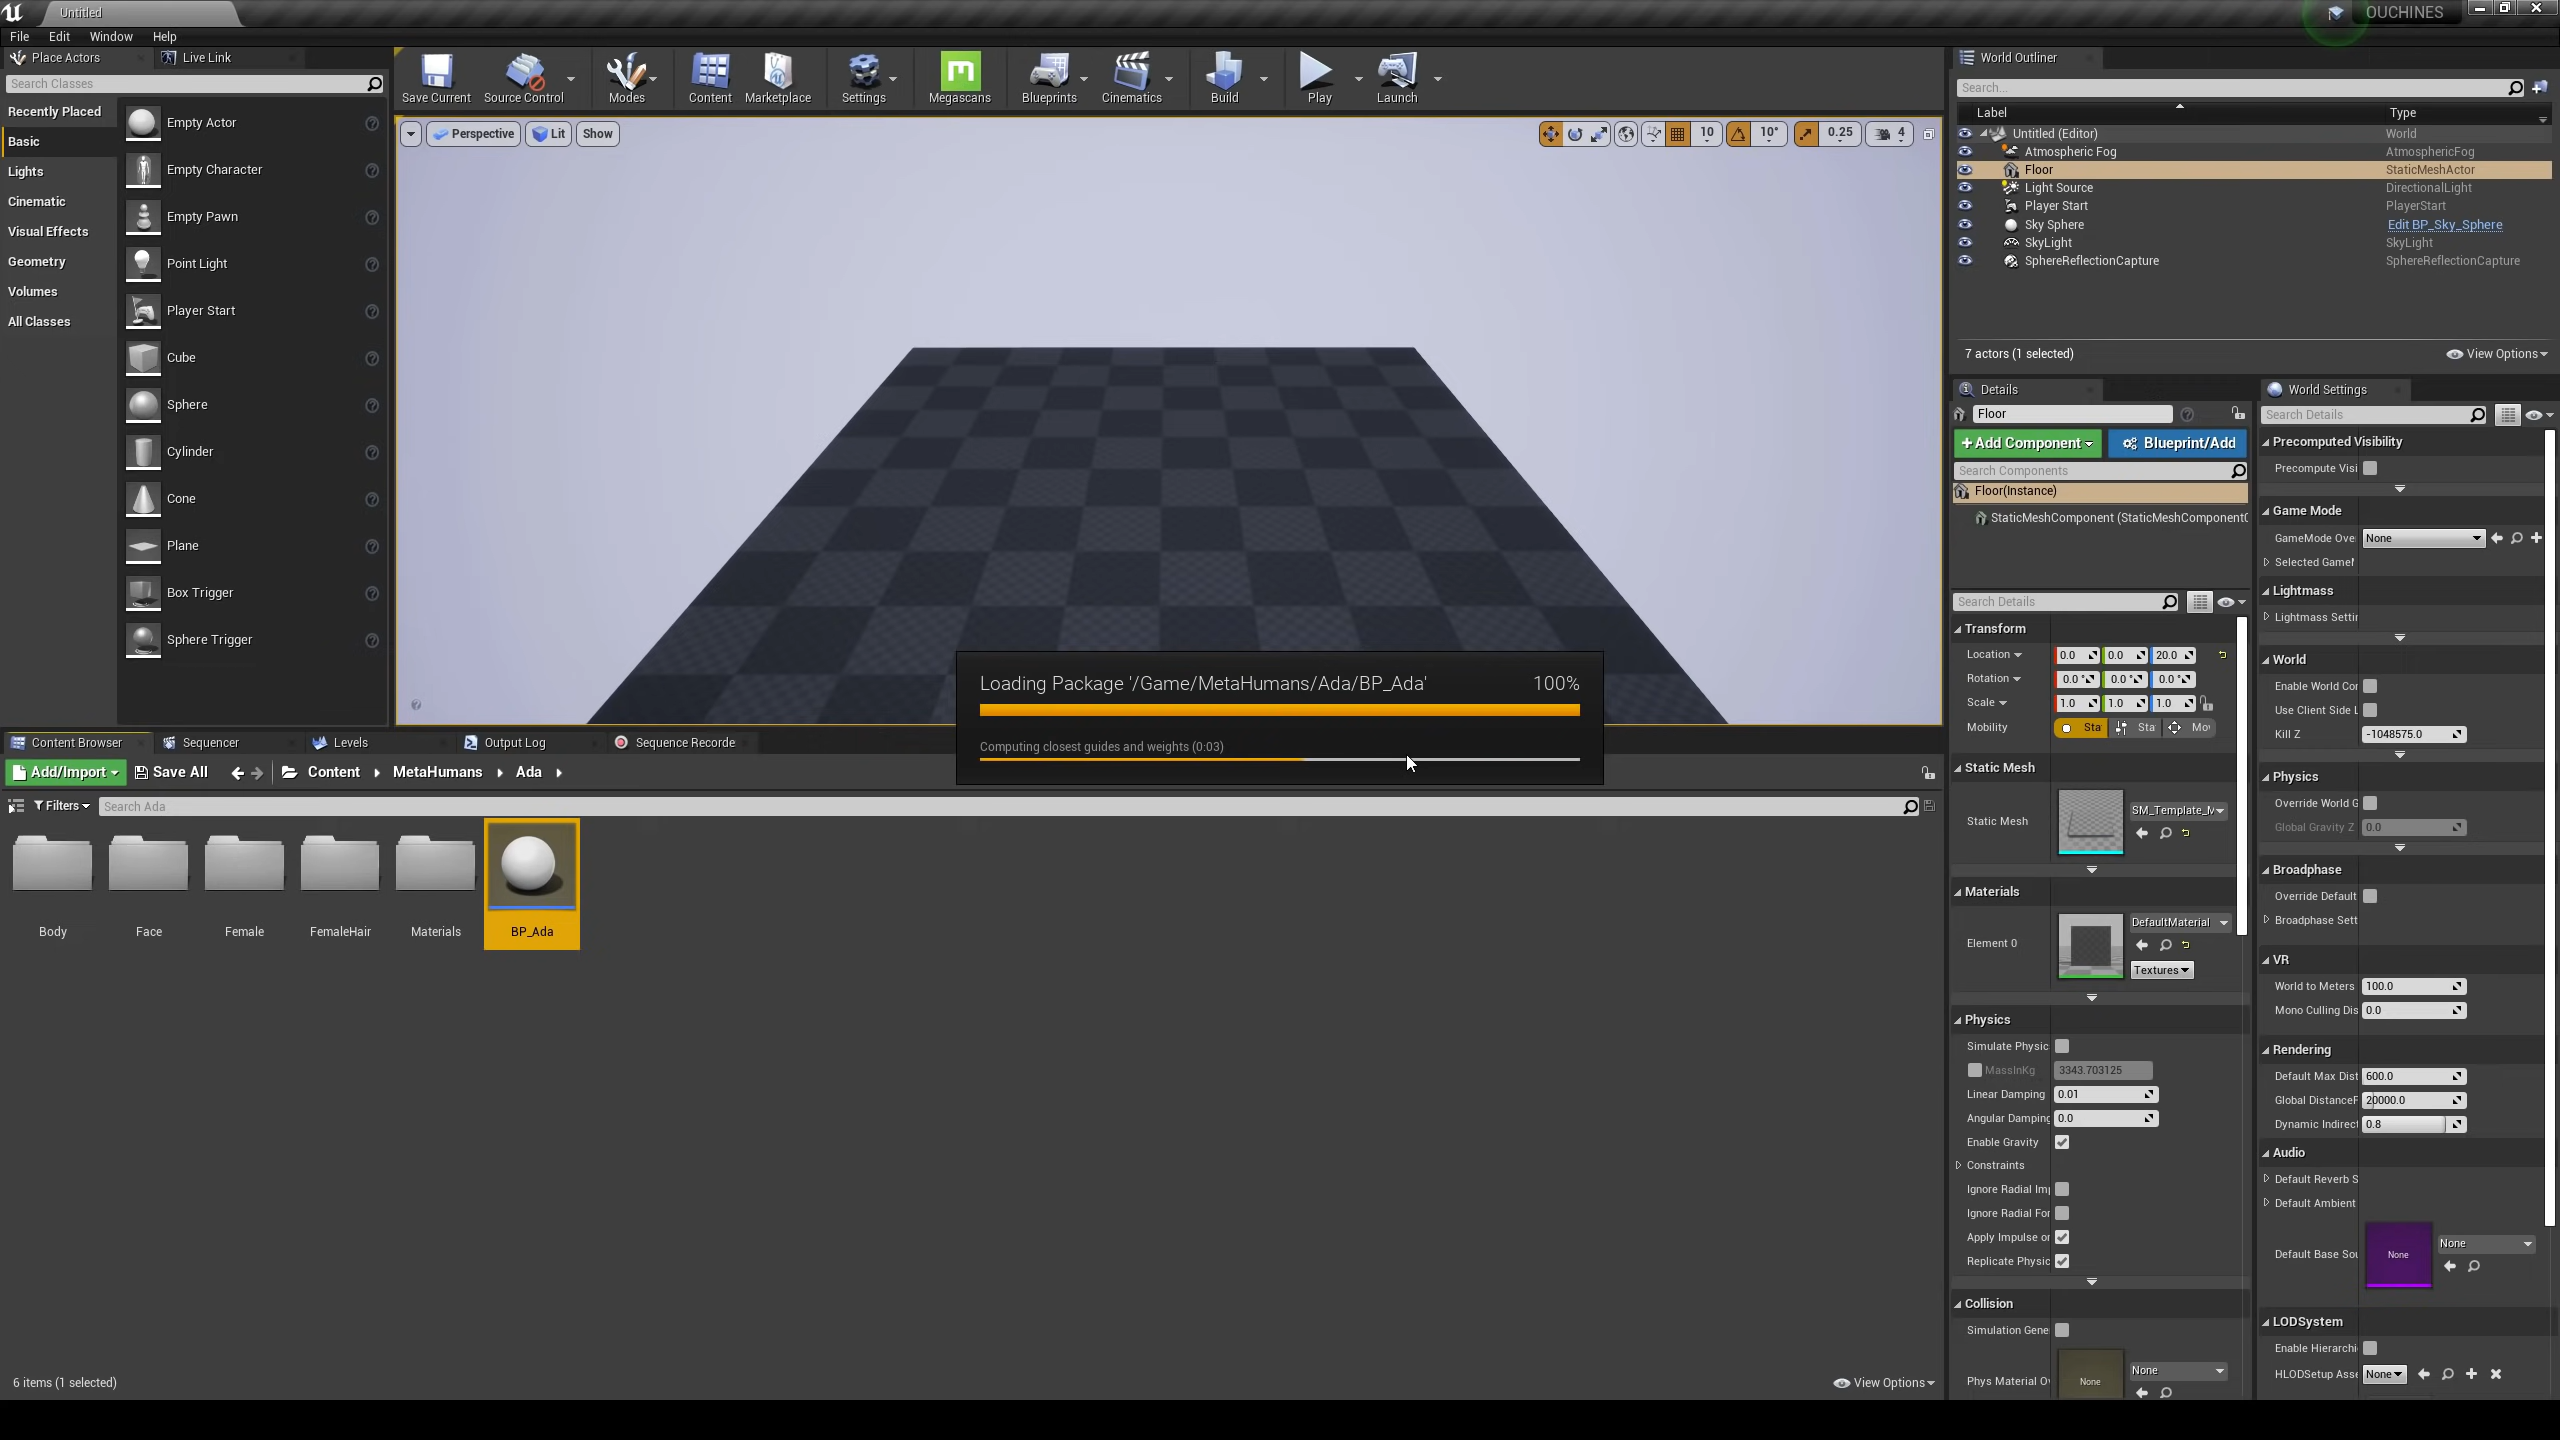 Untitled
OUCHINES
File Edit Window Help
Place Actors
Live Link
Search Classes
Recently Placed
Basic
Lights
Cinematic
Visual Effects
Geometry
Volumes
All Classes
Empty Actor
Empty Character
Empty Pawn
Point Light
Player Start
Cube
Sphere
Cylinder
Cone
Plane
Box Trigger
Sphere Trigger
Save Current
Source Control
Modes
Content
Marketplace
Settings
Megascans
Blueprints
Cinematics
Build
Play
Launch
Perspective
Lit
Show
10
10°
0.25
4
World Outliner
Search...
Label Type
Untitled (Editor) World
Atmospheric Fog AtmosphericFog
Floor StaticMeshActor
Light Source DirectionalLight
Player Start PlayerStart
Sky Sphere Edit BP_Sky_Sphere
SkyLight SkyLight
SphereReflectionCapture SphereReflectionCapture
7 actors (1 selected)
View Options
Details
Floor
+Add Component
Blueprint/Add
Search Components
Floor(Instance)
StaticMeshComponent (StaticMeshComponent
Search Details
Transform
Location 0.0 0.0 20.0
Rotation 0.0° 0.0° 0.0°
Scale 1.0 1.0 1.0
Mobility Sta Sta Mo
Static Mesh
Static Mesh SM_Template_M
Materials
Element 0 DefaultMaterial
Textures
Physics
Simulate Physic
MassInKg 3343.703125
Linear Damping 0.01
Angular Damping 0.0
Enable Gravity
Constraints
Ignore Radial Im
Ignore Radial For
Apply Impulse or
Replicate Physic
Collision
Simulation Gene
Phys Material O None
None
World Settings
Search Details
Precomputed Visibility
Precompute Visi
Game Mode
GameMode Ove None
Selected Game
Lightmass
Lightmass Settin
World
Enable World Cor
Use Client Side L
Kill Z -1048575.0
Physics
Override World G
Global Gravity Z 0.0
Broadphase
Override Default
Broadphase Sett
VR
World to Meters 100.0
Mono Culling Dis 0.0
Rendering
Default Max Dist 600.0
Global DistanceF 20000.0
Dynamic Indirect 0.8
Audio
Default Reverb S
Default Ambient
Default Base Sou None None
LODSystem
Enable Hierarchi
HLODSetup Asse None
Loading Package '/Game/MetaHumans/Ada/BP_Ada' 100%
Computing closest guides and weights (0:03)
Content Browser
Sequencer
Levels
Output Log
Sequence Recorde
Add/Import
Save All
Content
MetaHumans
Ada
Filters
Search Ada
Body
Face
Female
FemaleHair
Materials
BP_Ada
6 items (1 selected)
View Options